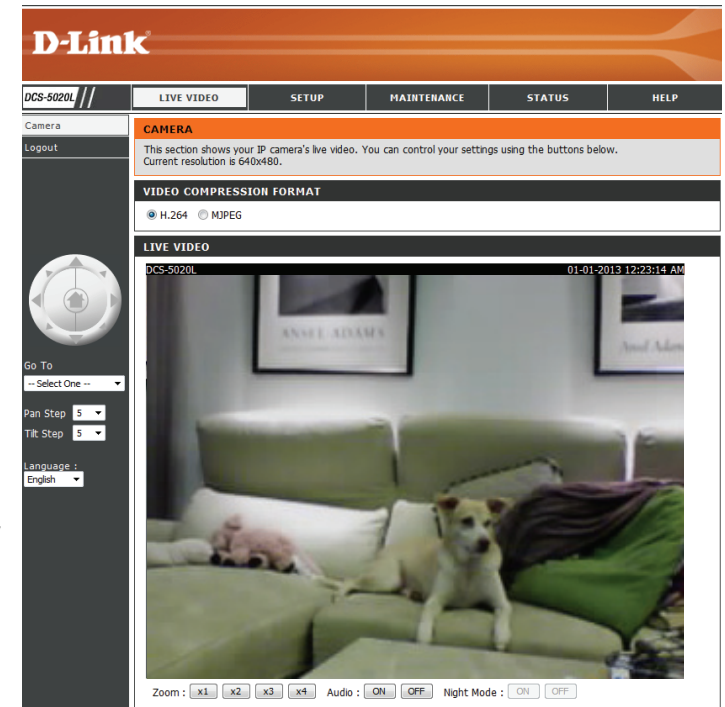 D-Link
DCS-5020L // LIVE VIDEO SETUP MAINTENANCE STATUS HELP
Camera
Logout
CAMERA
This section shows your IP camera's live video. You can control your settings using the buttons below.
Current resolution is 640x480.
VIDEO COMPRESSION FORMAT
H.264 MJPEG
LIVE VIDEO
DCS-5020L 01-01-2013 12:23:14 AM
ANSEL ADAMS
Ansel Adams
Go To
-- Select One --
Pan Step 5
Tilt Step 5
Language :
English
Zoom : x1 x2 x3 x4 Audio : ON OFF Night Mode : ON OFF